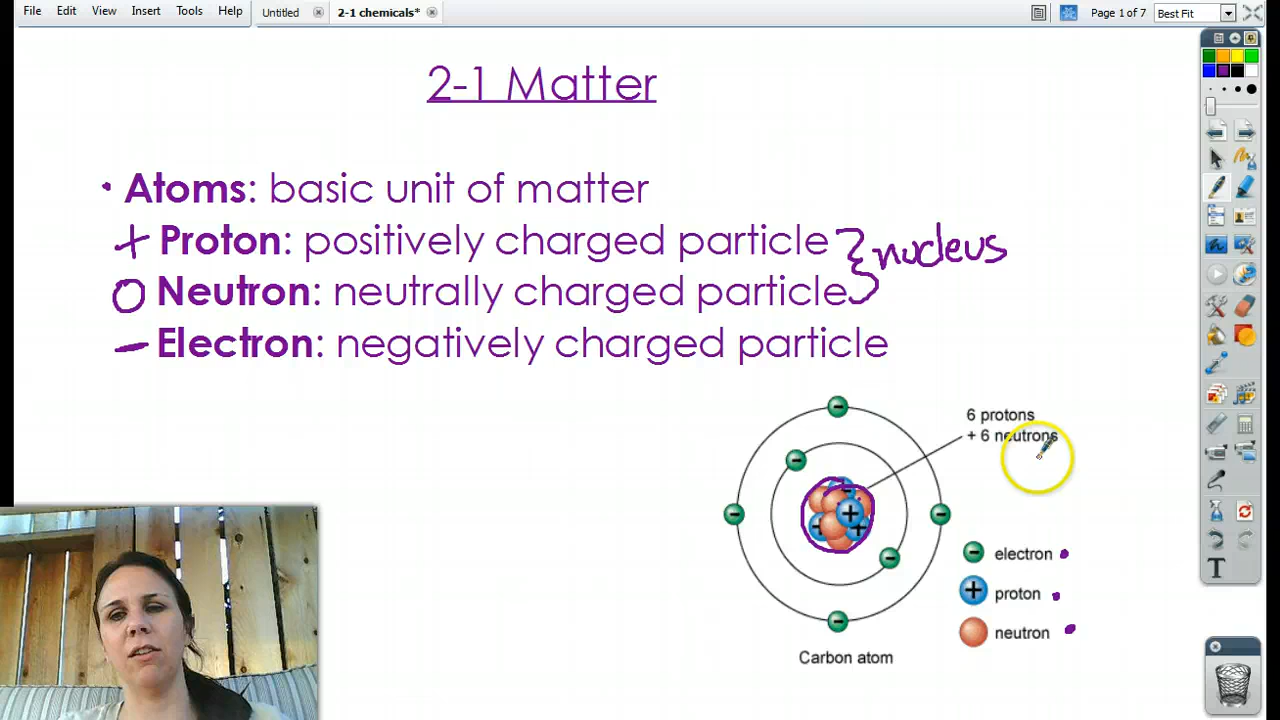 File Edit View Insert Tools Help Untitled 2-1 chemicals* Page 1 of 7 Best Fit
2-1 Matter
• Atoms: basic unit of matter
+ Proton: positively charged particle
O Neutron: neutrally charged particle
} nucleus
- Electron: negatively charged particle
6 protons
+ 6 neutrons
- electron
+ proton
neutron
Carbon atom
T